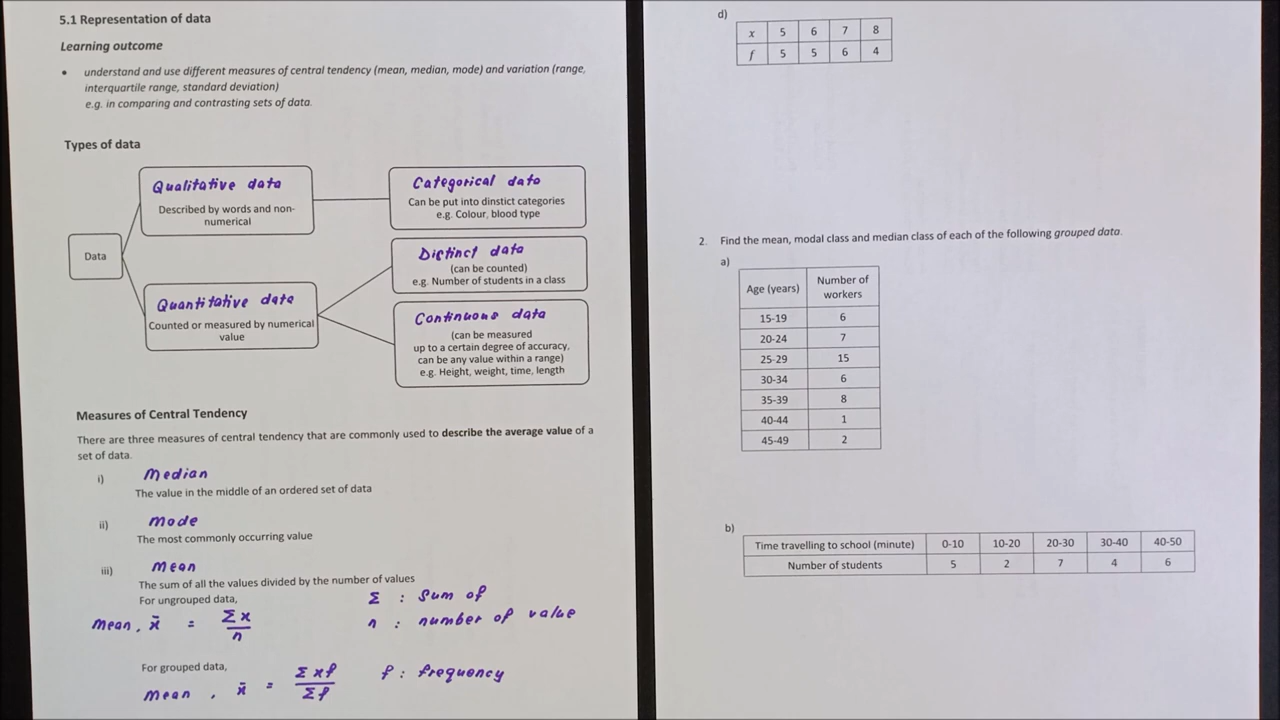 5.1 Representation of data
Learning outcome
• understand and use different measures of central tendency (mean, median, mode) and variation (range,
interquartile range, standard deviation)
e.g. in comparing and contrasting sets of data.
Types of data
Data
Qualitative data
Described by words and non-
numerical
Categorical data
Can be put into dinstict categories
e.g. Colour, blood type
Quantitative data
Counted or measured by numerical
value
Distinct data
(can be counted)
e.g. Number of students in a class
Continuous data
(can be measured
up to a certain degree of accuracy,
can be any value within a range)
e.g. Height, weight, time, length
Measures of Central Tendency
There are three measures of central tendency that are commonly used to describe the average value of a
set of data.
i) Median
The value in the middle of an ordered set of data
ii) mode
The most commonly occurring value
iii) mean
The sum of all the values divided by the number of values
For ungrouped data,
mean, x̄ = Σx / n
Σ : sum of
n : number of value
For grouped data,
mean, x̄ = Σxf / Σf
f : frequency
d)
x 5 6 7 8
f 5 5 6 4
2. Find the mean, modal class and median class of each of the following grouped data.
a)
Age (years) Number of
workers
15-19 6
20-24 7
25-29 15
30-34 6
35-39 8
40-44 1
45-49 2
b)
Time travelling to school (minute) 0-10 10-20 20-30 30-40 40-50
Number of students 5 2 7 4 6